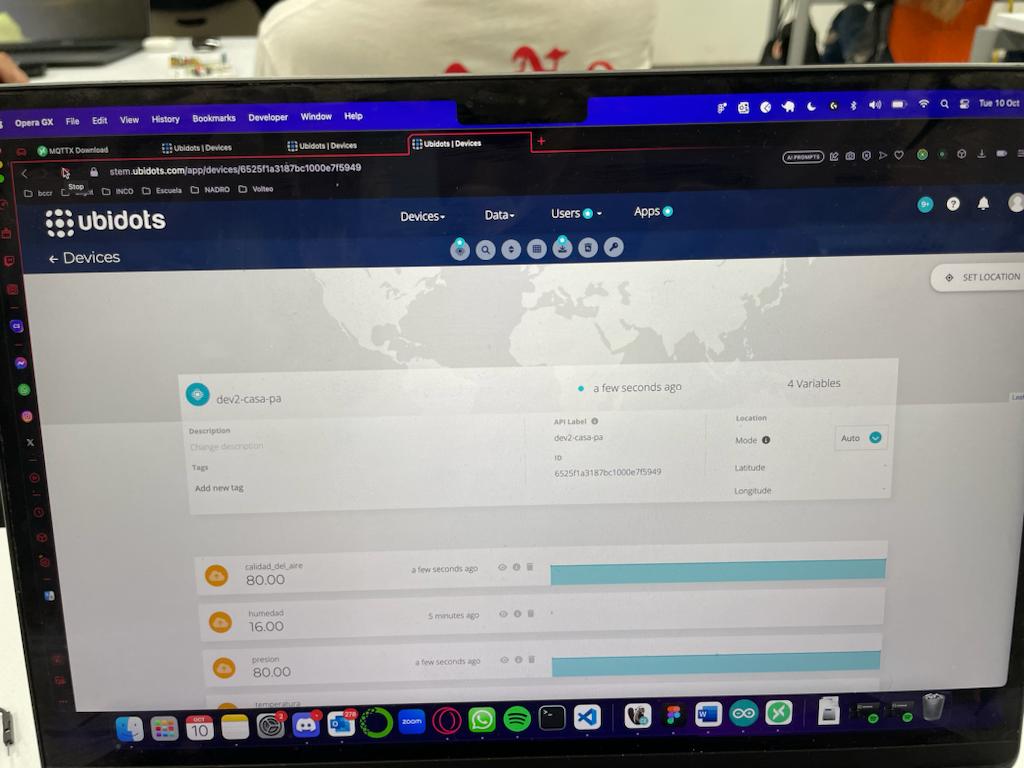 Opera GX File Edit View History Bookmarks Developer Window Help Tue 10 Oct
MQTTX Download Ubidots | Devices Ubidots | Devices Ubidots | Devices
stem.ubidots.com/app/devices/6525f1a3187bc1000e7f5949 AI PROMPTS
Stop
bccr INCO Escuela NADRO Volteo
ubidots Devices Data Users Apps 9+
← Devices
SET LOCATION
dev2-casa-pa a few seconds ago 4 Variables
Description API Label Location
Change description dev2-casa-pa Mode Auto
Tags ID Latitude
Add new tag 6525f1a3187bc1000e7f5949 Longitude
calidad_del_aire
80.00 a few seconds ago
humedad
16.00 5 minutes ago
presion
80.00 a few seconds ago
temperatura
OCT
10
zoom